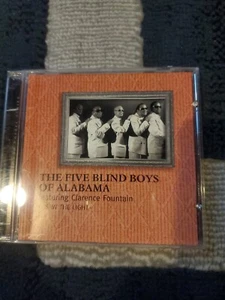 THE FIVE BLIND BOYS
OF ALABAMA
featuring Clarence Fountain